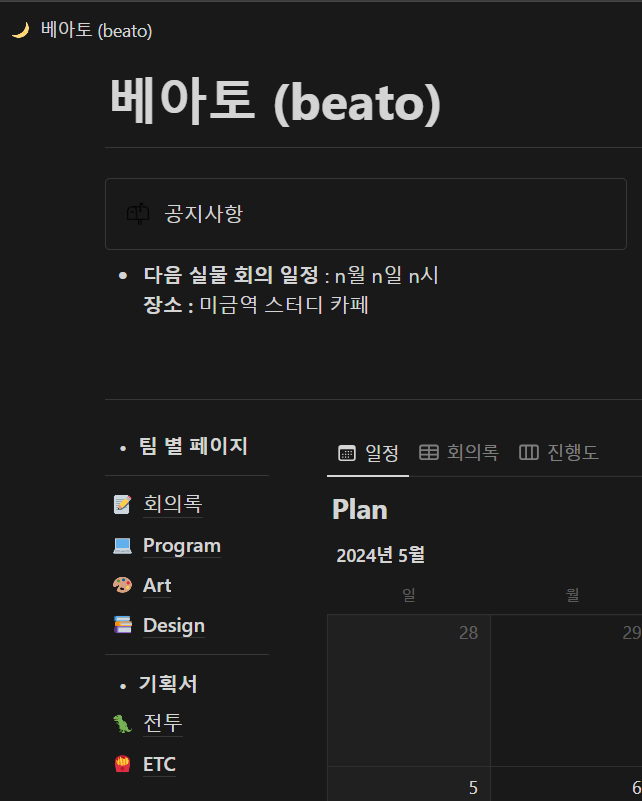 베아토 (beato)
베아토 (beato)
공지사항
다음 실물 회의 일정 : n월 n일 n시
장소 : 미금역 스터디 카페
팀 별 페이지
회의록
Program
Art
Design
기획서
전투
ETC
일정 회의록 진행도
Plan
2024년 5월
일 월
28 29
5 6